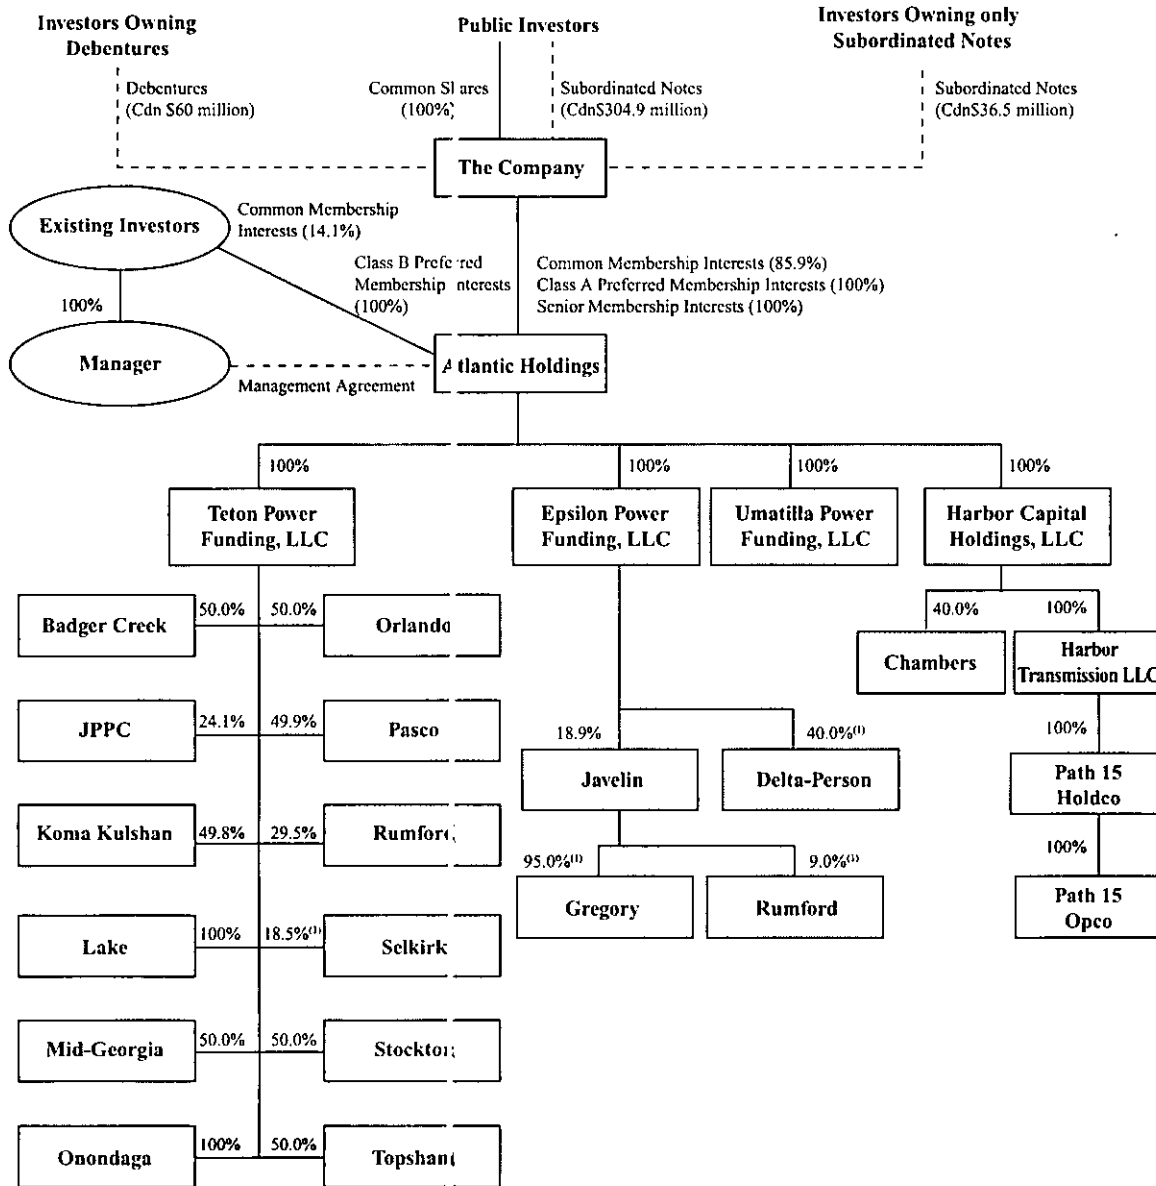 Investors Owning
Debentures
Public Investors
Investors Owning only
Subordinated Notes
Debentures
(Cdn $60 million)
Common Shares
(100%)
Subordinated Notes
(Cdn$304.9 million)
Subordinated Notes
(Cdn$36.5 million)
The Company
Existing Investors
Common Membership
Interests (14.1%)
Class B Preferred
Membership Interests
(100%)
Common Membership Interests (85.9%)
Class A Preferred Membership Interests (100%)
Senior Membership Interests (100%)
100%
Manager
Management Agreement
Atlantic Holdings
100%
100%
100%
100%
Teton Power
Funding, LLC
Epsilon Power
Funding, LLC
Umatilla Power
Funding, LLC
Harbor Capital
Holdings, LLC
Badger Creek
50.0%
50.0%
Orlando
40.0%
100%
Chambers
Harbor
Transmission LLC
JPPC
24.1%
49.9%
Pasco
18.9%
40.0%(1)
100%
Javelin
Delta-Person
Path 15
Holdco
Koma Kulshan
49.8%
29.5%
Rumford
95.0%(1)
9.0%(1)
100%
Gregory
Rumford
Path 15
Opco
Lake
100%
18.5%(1)
Selkirk
Mid-Georgia
50.0%
50.0%
Stockton
Onondaga
100%
50.0%
Topsham